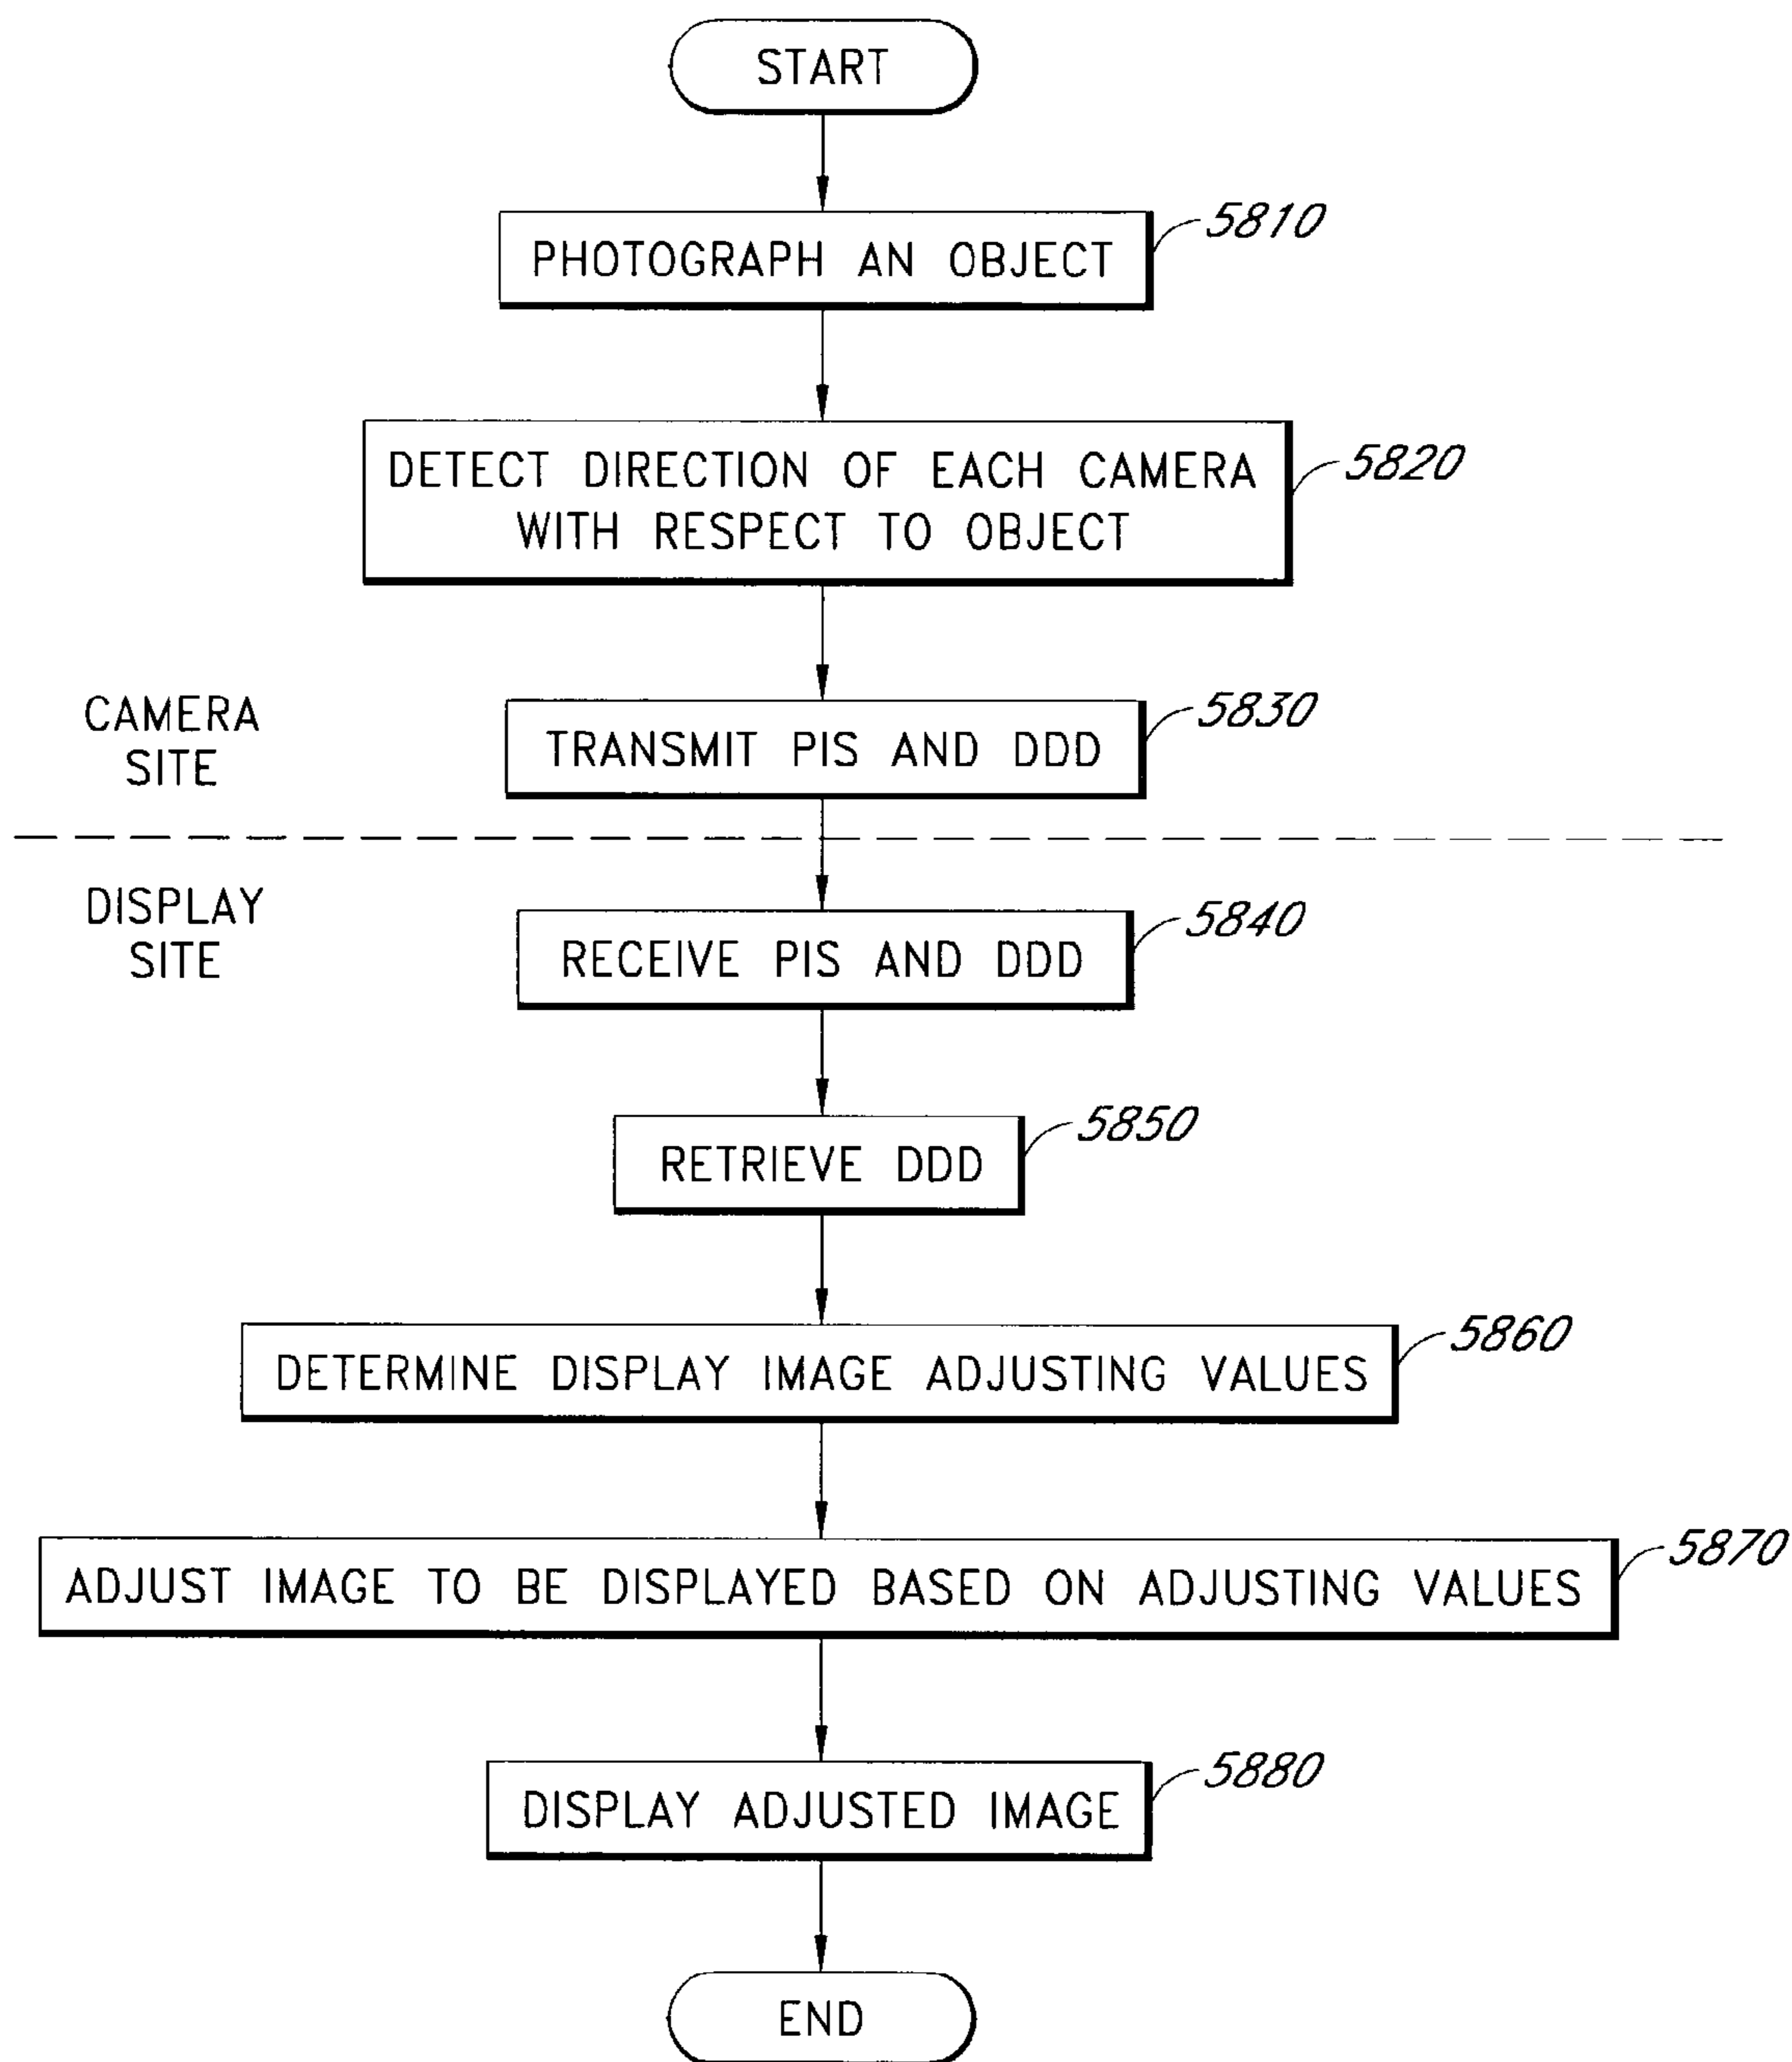 START
PHOTOGRAPH AN OBJECT
5810
DETECT DIRECTION OF EACH CAMERA
WITH RESPECT TO OBJECT
5820
CAMERA
SITE
TRANSMIT PIS AND DDD
5830
DISPLAY
SITE
RECEIVE PIS AND DDD
5840
RETRIEVE DDD
5850
DETERMINE DISPLAY IMAGE ADJUSTING VALUES
5860
ADJUST IMAGE TO BE DISPLAYED BASED ON ADJUSTING VALUES
5870
DISPLAY ADJUSTED IMAGE
5880
END